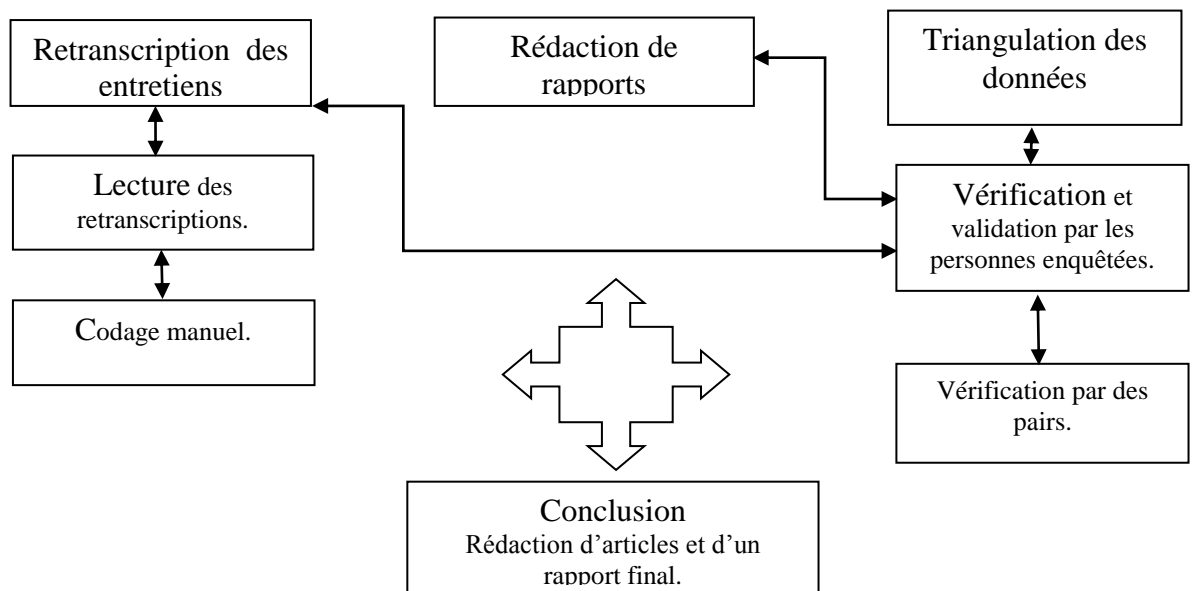 Retranscription des
entretiens
Lecture des
retranscriptions.
Codage manuel.
Rédaction de
rapports
Triangulation des
données
Vérification et
validation par les
personnes enquêtées.
Vérification par des
pairs.
Conclusion
Rédaction d’articles et d’un
rapport final.